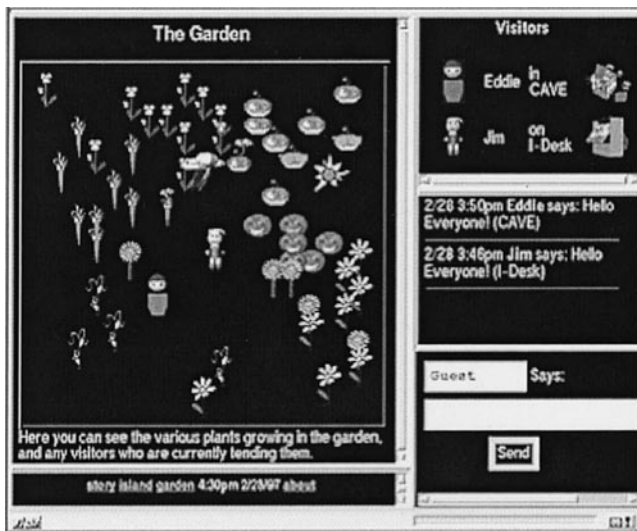 The Garden
Here you can see the various plants growing in the garden,
and any visitors who are currently tending them.
story island garden 4:30pm 2/28/97 about
Visitors
Eddie in CAVE
Jim on I-Desk
2/28 3:50pm Eddie says: Hello
Everyone! (CAVE)
2/28 3:46pm Jim says: Hello
Everyone! (I-Desk)
Guest Says:
Send